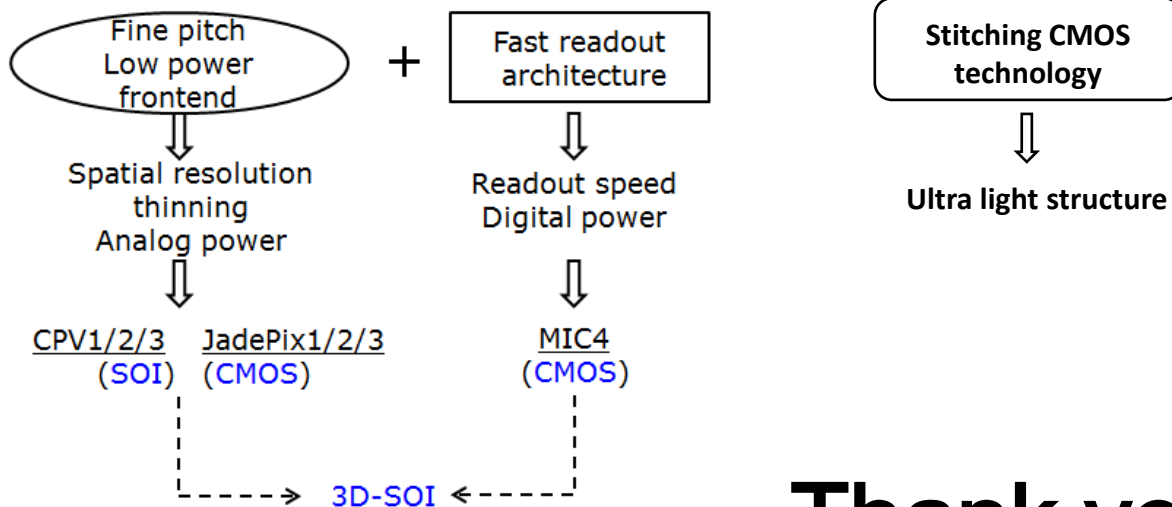 Fine pitch
Low power
frontend
+
Fast readout
architecture
Spatial resolution
thinning
Analog power
Readout speed
Digital power
CPV1/2/3 JadePix1/2/3
(SOI) (CMOS)
MIC4
(CMOS)
3D-SOI
Stitching CMOS
technology
Ultra light structure
Thank